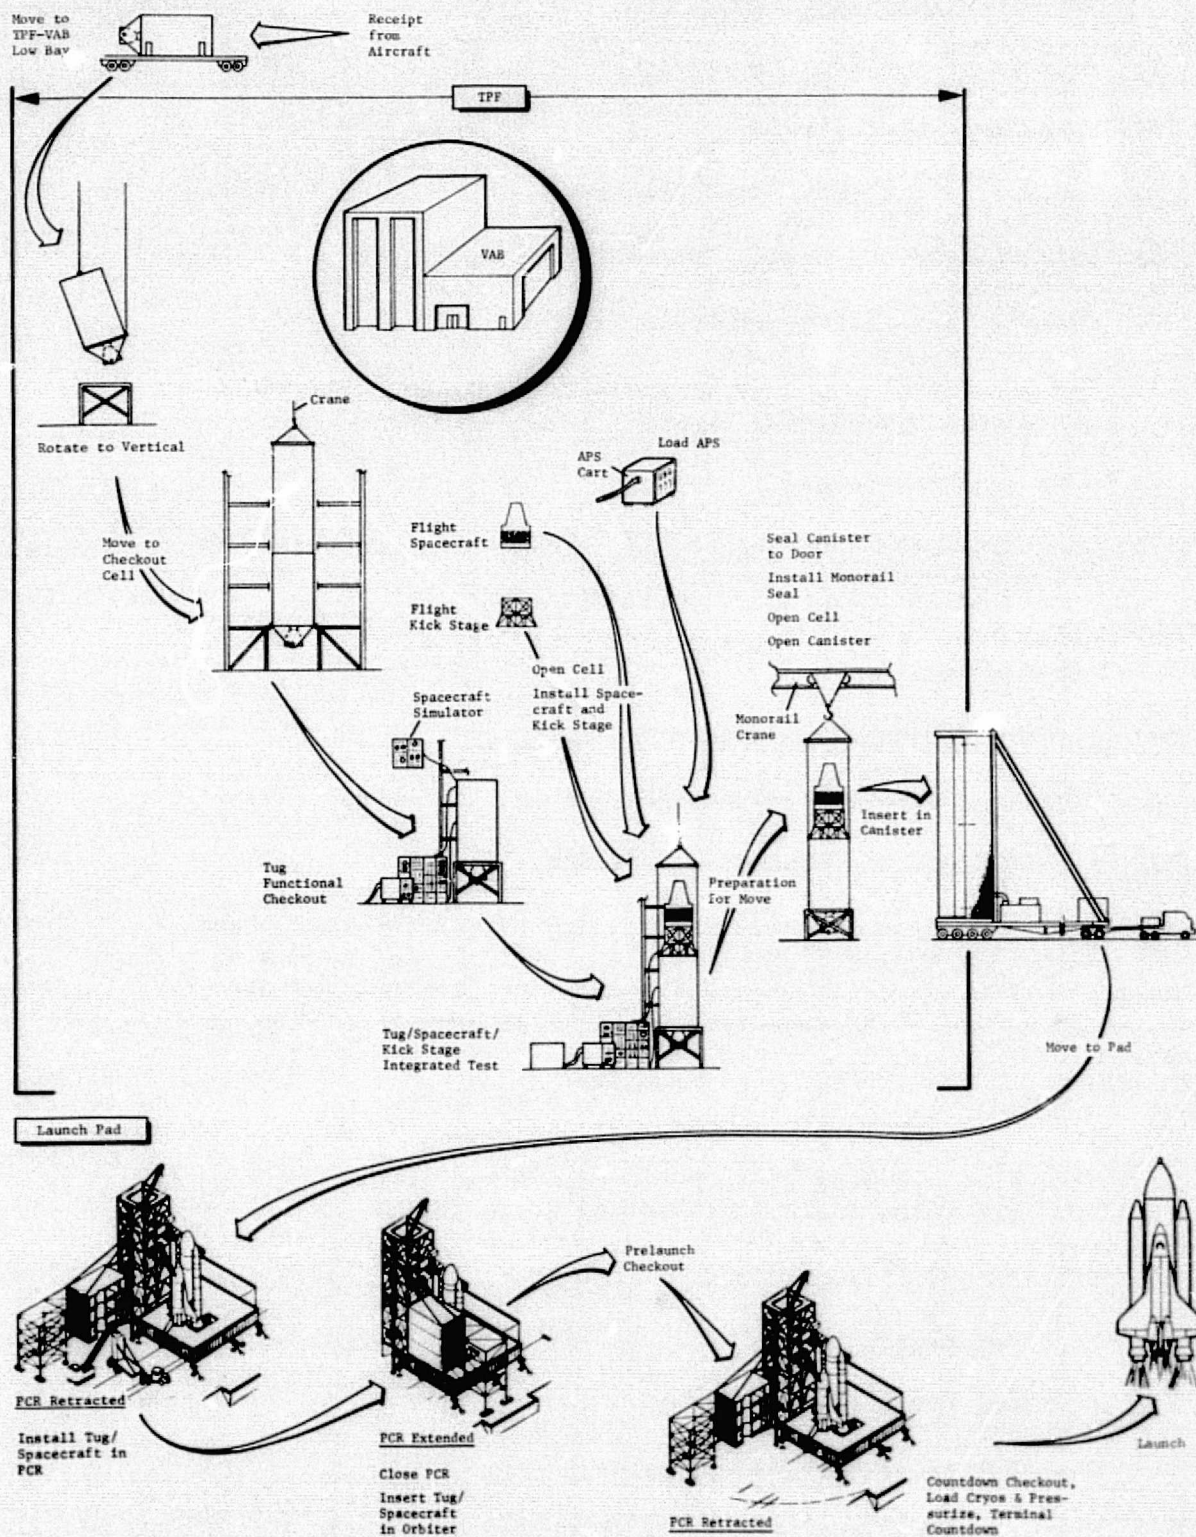 Move to
TPF-VAB
Low Bay
Receipt
from
Aircraft
TPF
VAB
Rotate to Vertical
Crane
Move to
Checkout
Cell
Load APS
APS
Cart
Flight
Spacecraft
Flight
Kick Stage
Open Cell
Install Space-
craft and
Kick Stage
Seal Canister
to Door
Install Monorail
Seal
Open Cell
Open Canister
Monorail
Crane
Spacecraft
Simulator
Insert in
Canister
Tug
Functional
Checkout
Preparation
for Move
Tug/Spacecraft/
Kick Stage
Integrated Test
Move to Pad
Launch Pad
Prelaunch
Checkout
PCR Retracted
Install Tug/
Spacecraft in
PCR
PCR Extended
Close PCR
Insert Tug/
Spacecraft
in Orbiter
PCR Retracted
Countdown Checkout,
Load Cryos & Pres-
surize, Terminal
Countdown
Launch